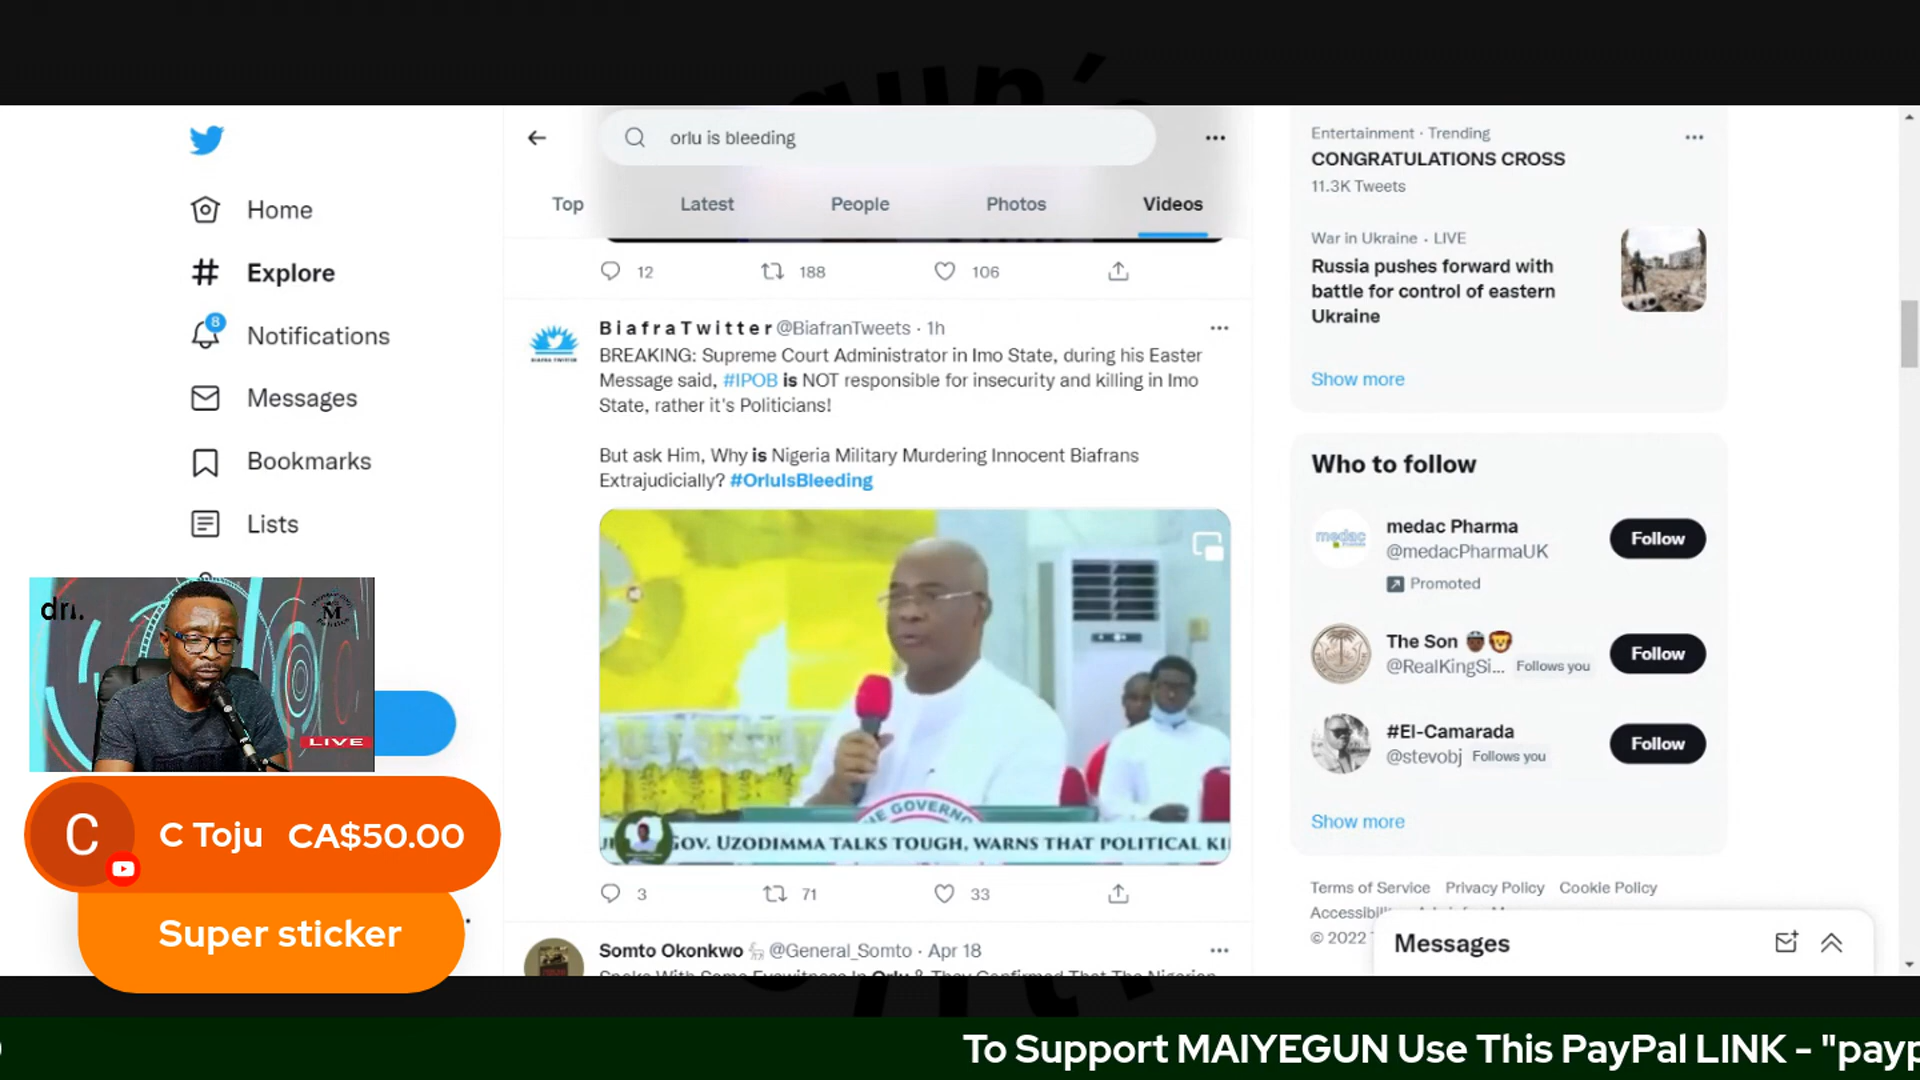 orlu is bleeding
Top
Latest
People
Photos
Videos
Home
Explore
8
Notifications
Messages
Bookmarks
Lists
12
188
106
BiafraTwitter @BiafranTweets · 1h
BREAKING: Supreme Court Administrator in Imo State, during his Easter
Message said, #IPOB is NOT responsible for insecurity and killing in Imo
State, rather it's Politicians!
But ask Him, Why is Nigeria Military Murdering Innocent Biafrans
Extrajudicially? #OrluIsBleeding
BIAFRA TWITTER
THE GOVERNO
GOV. UZODIMMA TALKS TOUGH, WARNS THAT POLITICAL KI
3
71
33
Somto Okonkwo @General_Somto · Apr 18
Entertainment · Trending
CONGRATULATIONS CROSS
11.3K Tweets
War in Ukraine · LIVE
Russia pushes forward with
battle for control of eastern
Ukraine
Show more
Who to follow
medac
medac Pharma
@medacPharmaUK
Promoted
Follow
The Son
@RealKingSi... Follows you
Follow
#El-Camarada
@stevobj Follows you
Follow
Show more
Terms of Service Privacy Policy Cookie Policy
© 2022
Messages
M
LIVE
C
C Toju CA$50.00
Super sticker
To Support MAIYEGUN Use This PayPal LINK - "payp